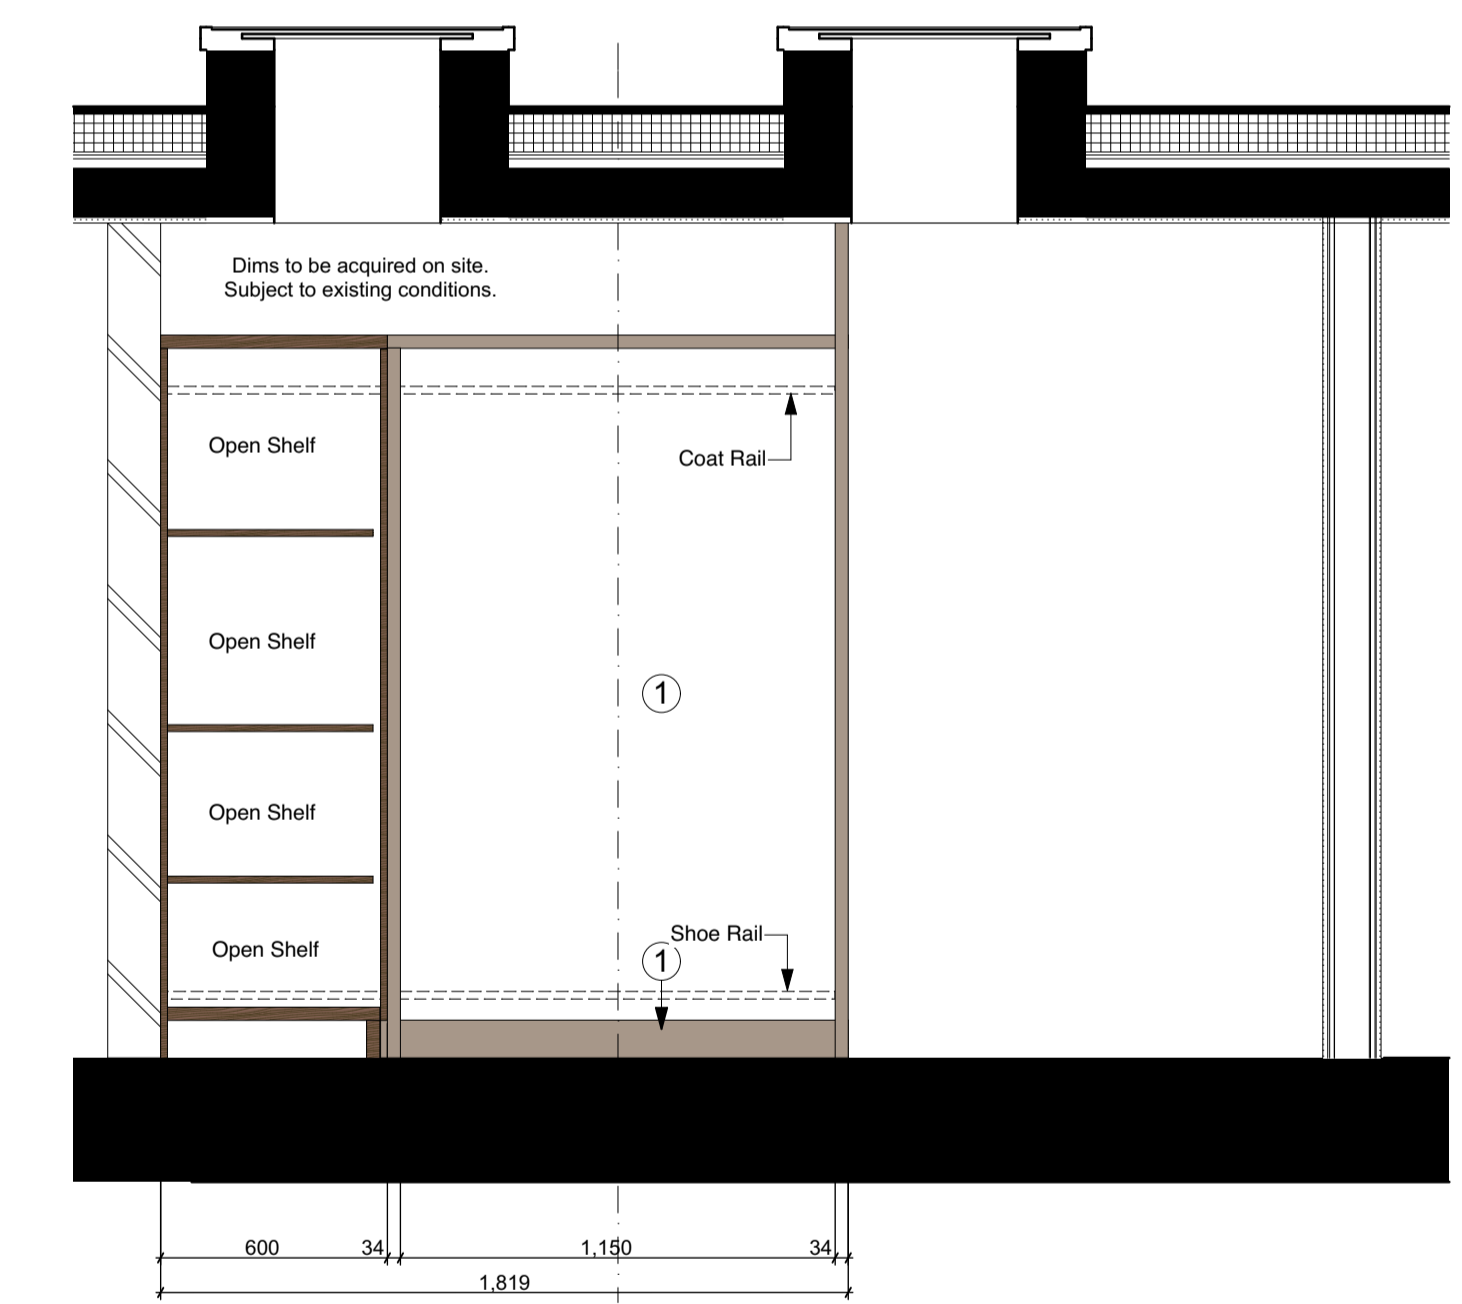 Dims to be acquired on site.
Subject to existing conditions.
Open Shelf
Coat Rail
Open Shelf
1
Open Shelf
Shoe Rail
Open Shelf
1
600
34
1,150
34
1,819